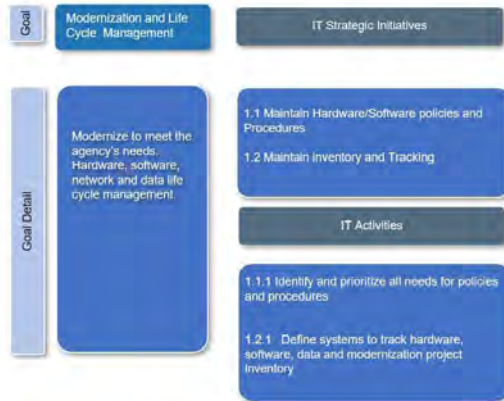 Goal
Modernization and Life
Cycle Management
IT Strategic Initiatives
Goal Detail
Modernize to meet the
agency's needs.
Hardware, software,
network and data life
cycle management
1.1 Maintain Hardware/Software policies and
Procedures
1.2 Maintain inventory and Tracking
IT Activities
1.1.1 Identify and prioritize all needs for policies
and procedures
1.2.1 Define systems to track hardware,
software, data and modernization project
Inventory